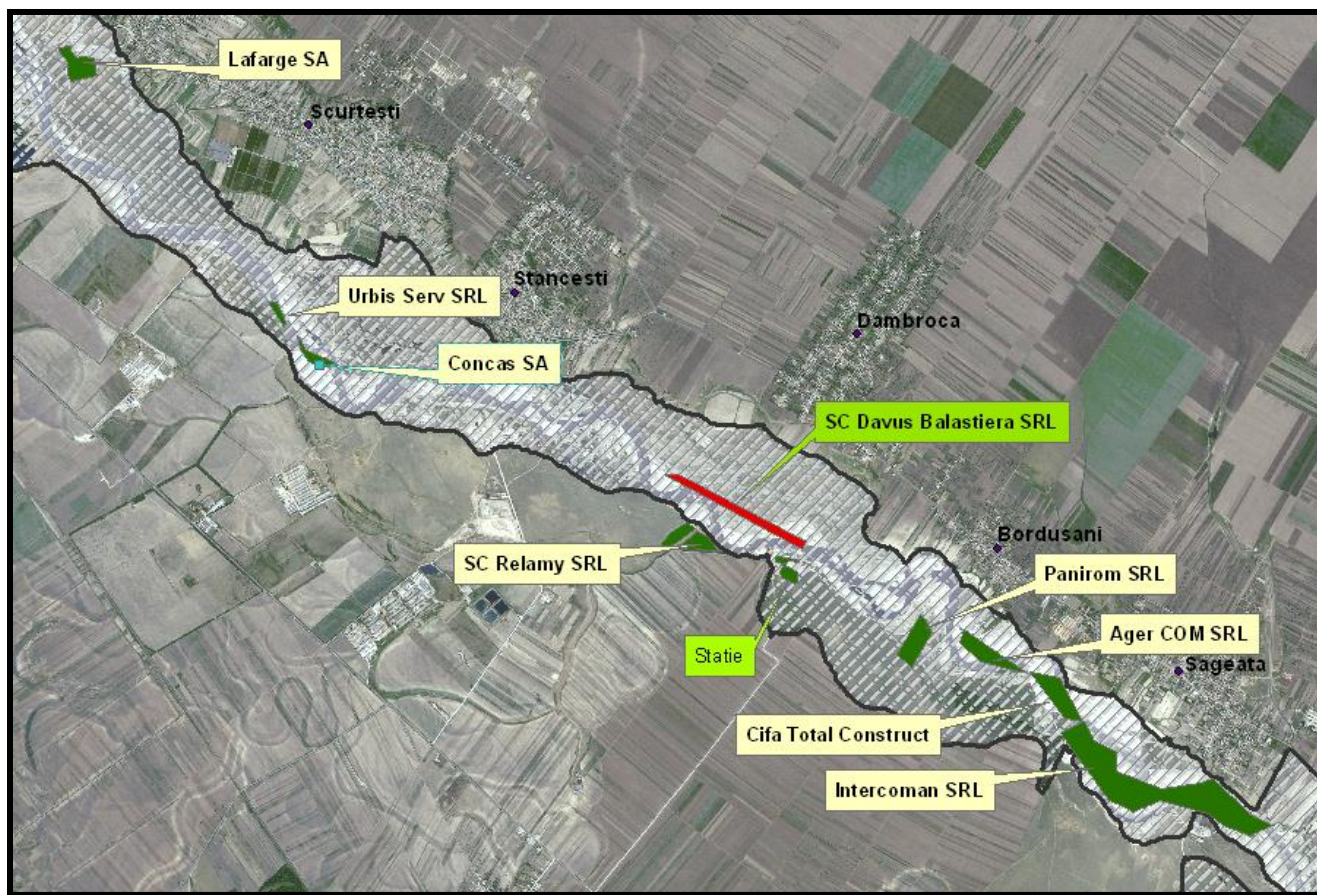 Lafarge SA
Scurtesti
Stancesti
Urbis Serv SRL
Dambroca
Concas SA
SC Davus Balastiera SRL
Bordusani
SC Relamy SRL
Panirom SRL
Ager COM SRL
Statie
Sageata
Cifa Total Construct
Intercoman SRL